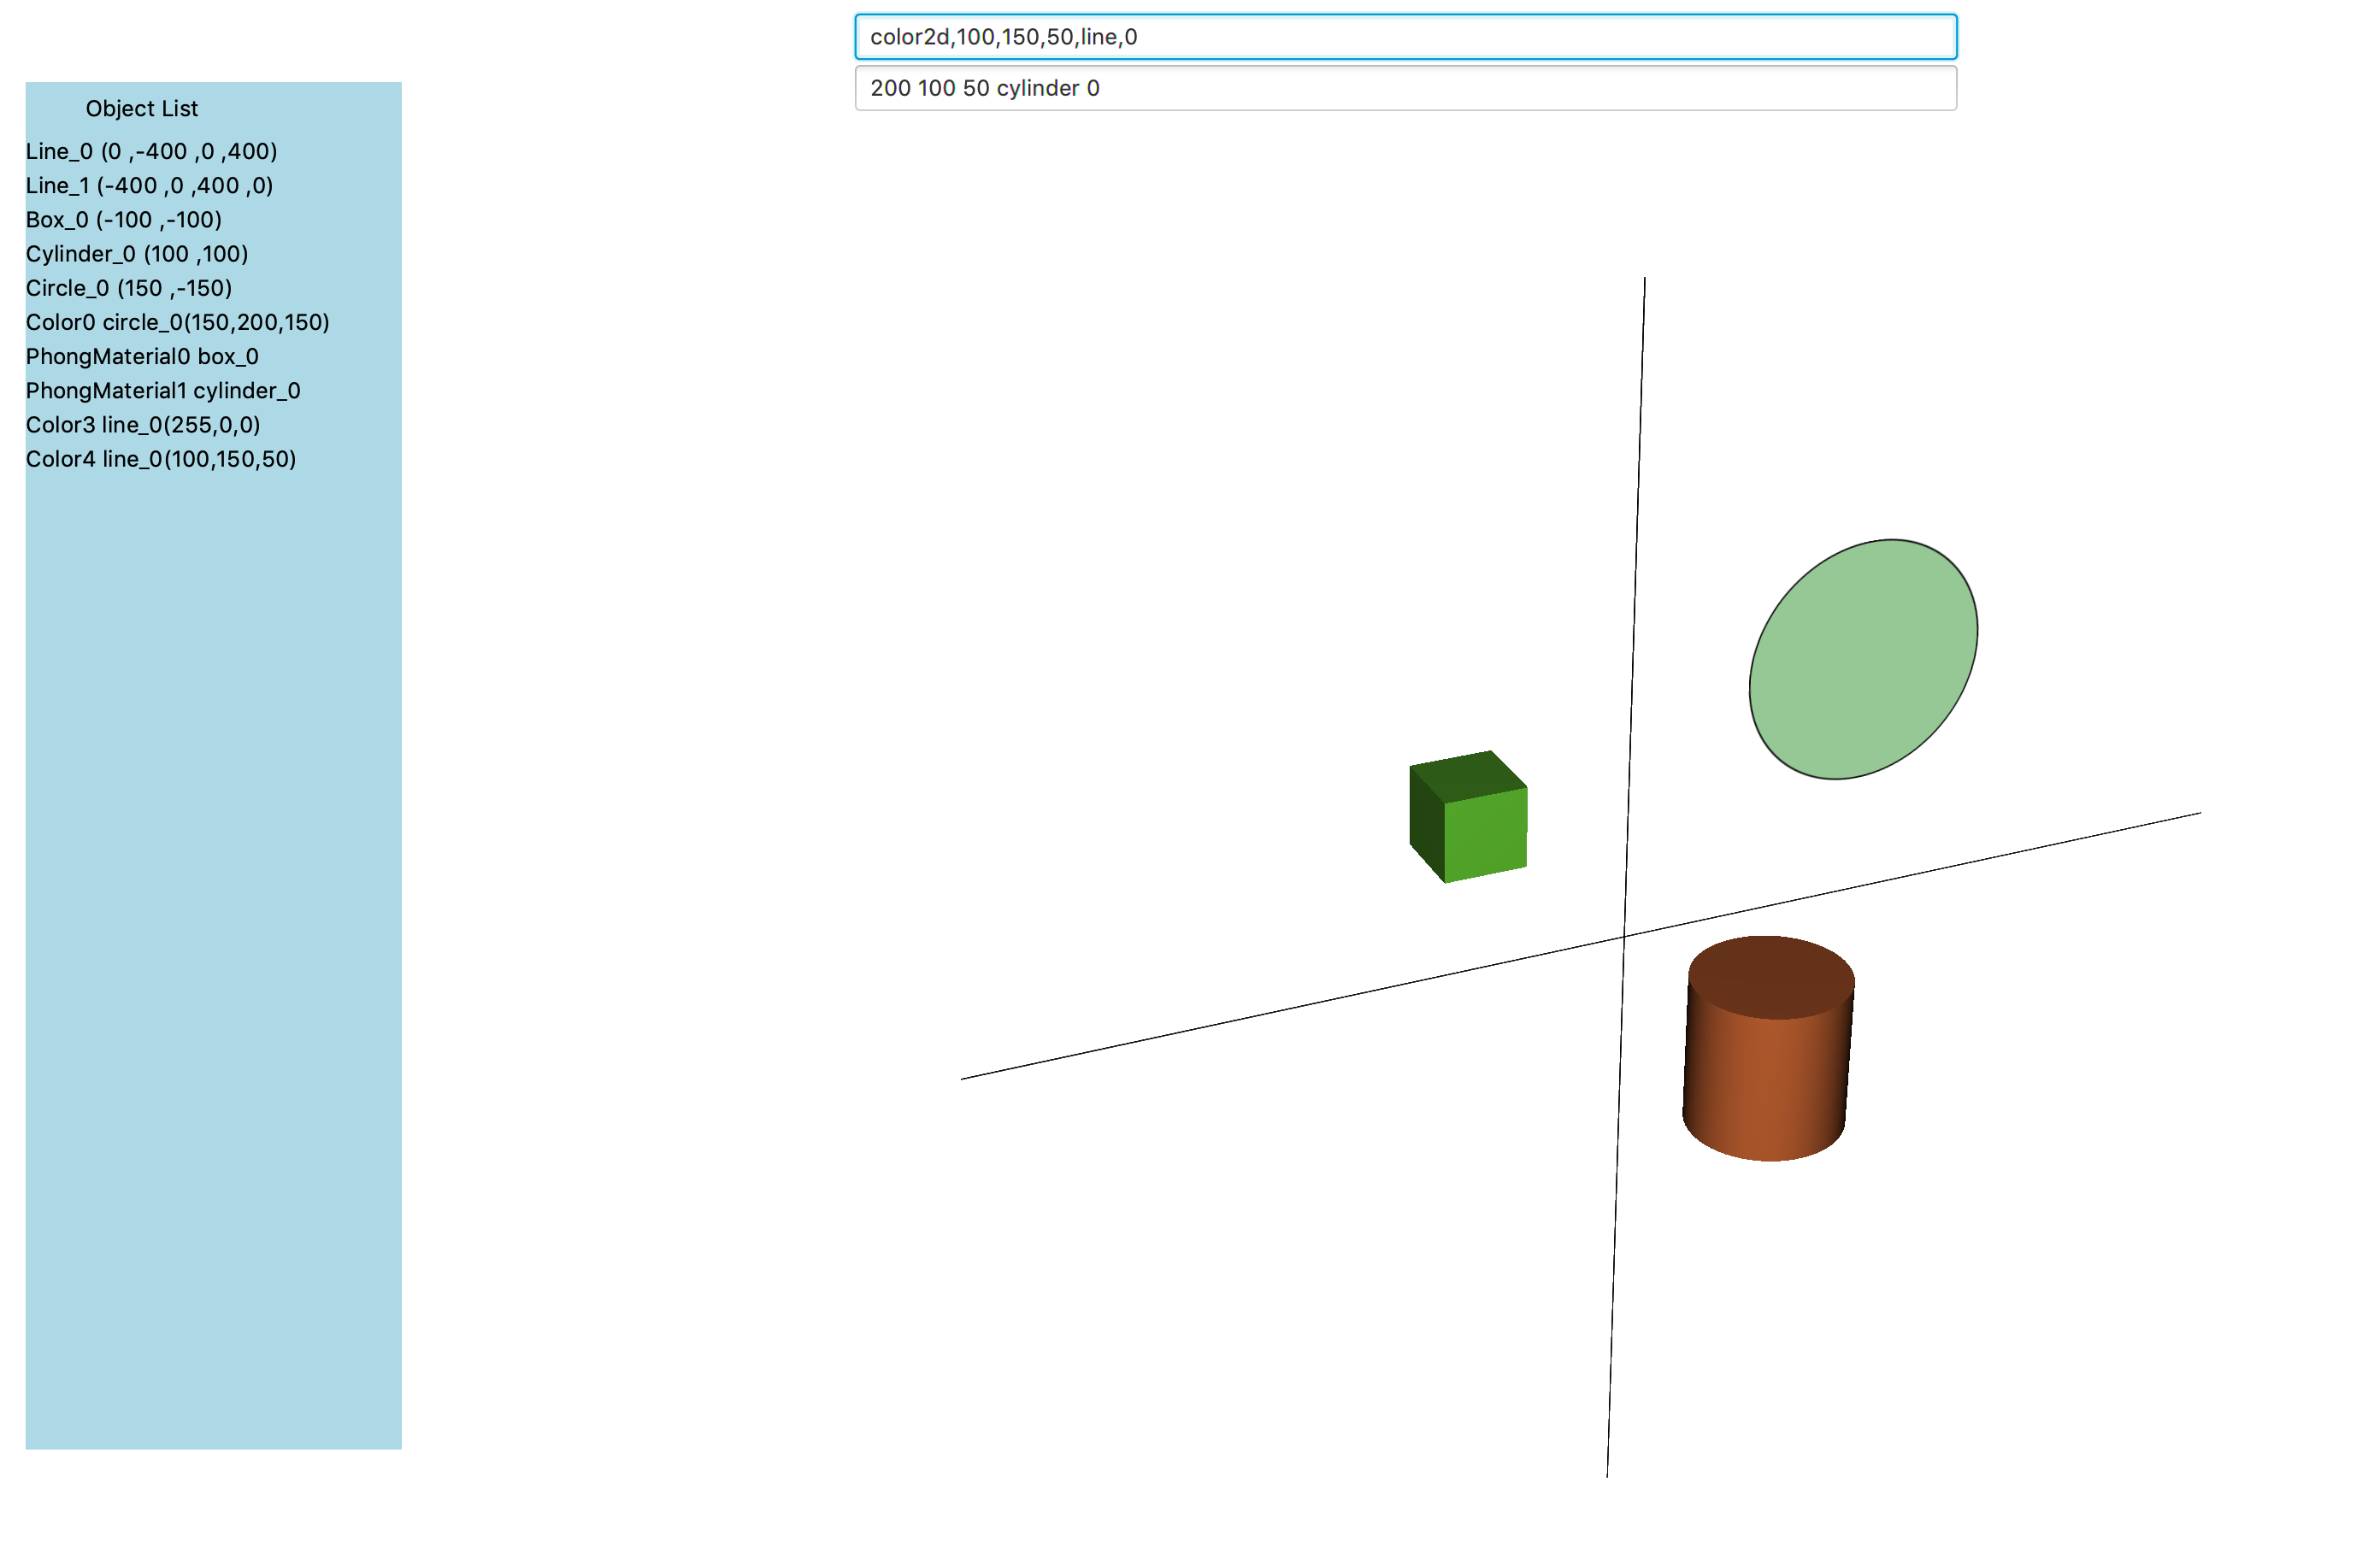 color2d,100,150,50,line,0
200 100 50 cylinder 0
Object List
Line_0 (0 ,-400 ,0 ,400)
Line_1 (-400 ,0 ,400 ,0)
Box_0 (-100 ,-100)
Cylinder_0 (100 ,100)
Circle_0 (150 ,-150)
Color0 circle_0(150,200,150)
PhongMaterial0 box_0
PhongMaterial1 cylinder_0
Color3 line_0(255,0,0)
Color4 line_0(100,150,50)